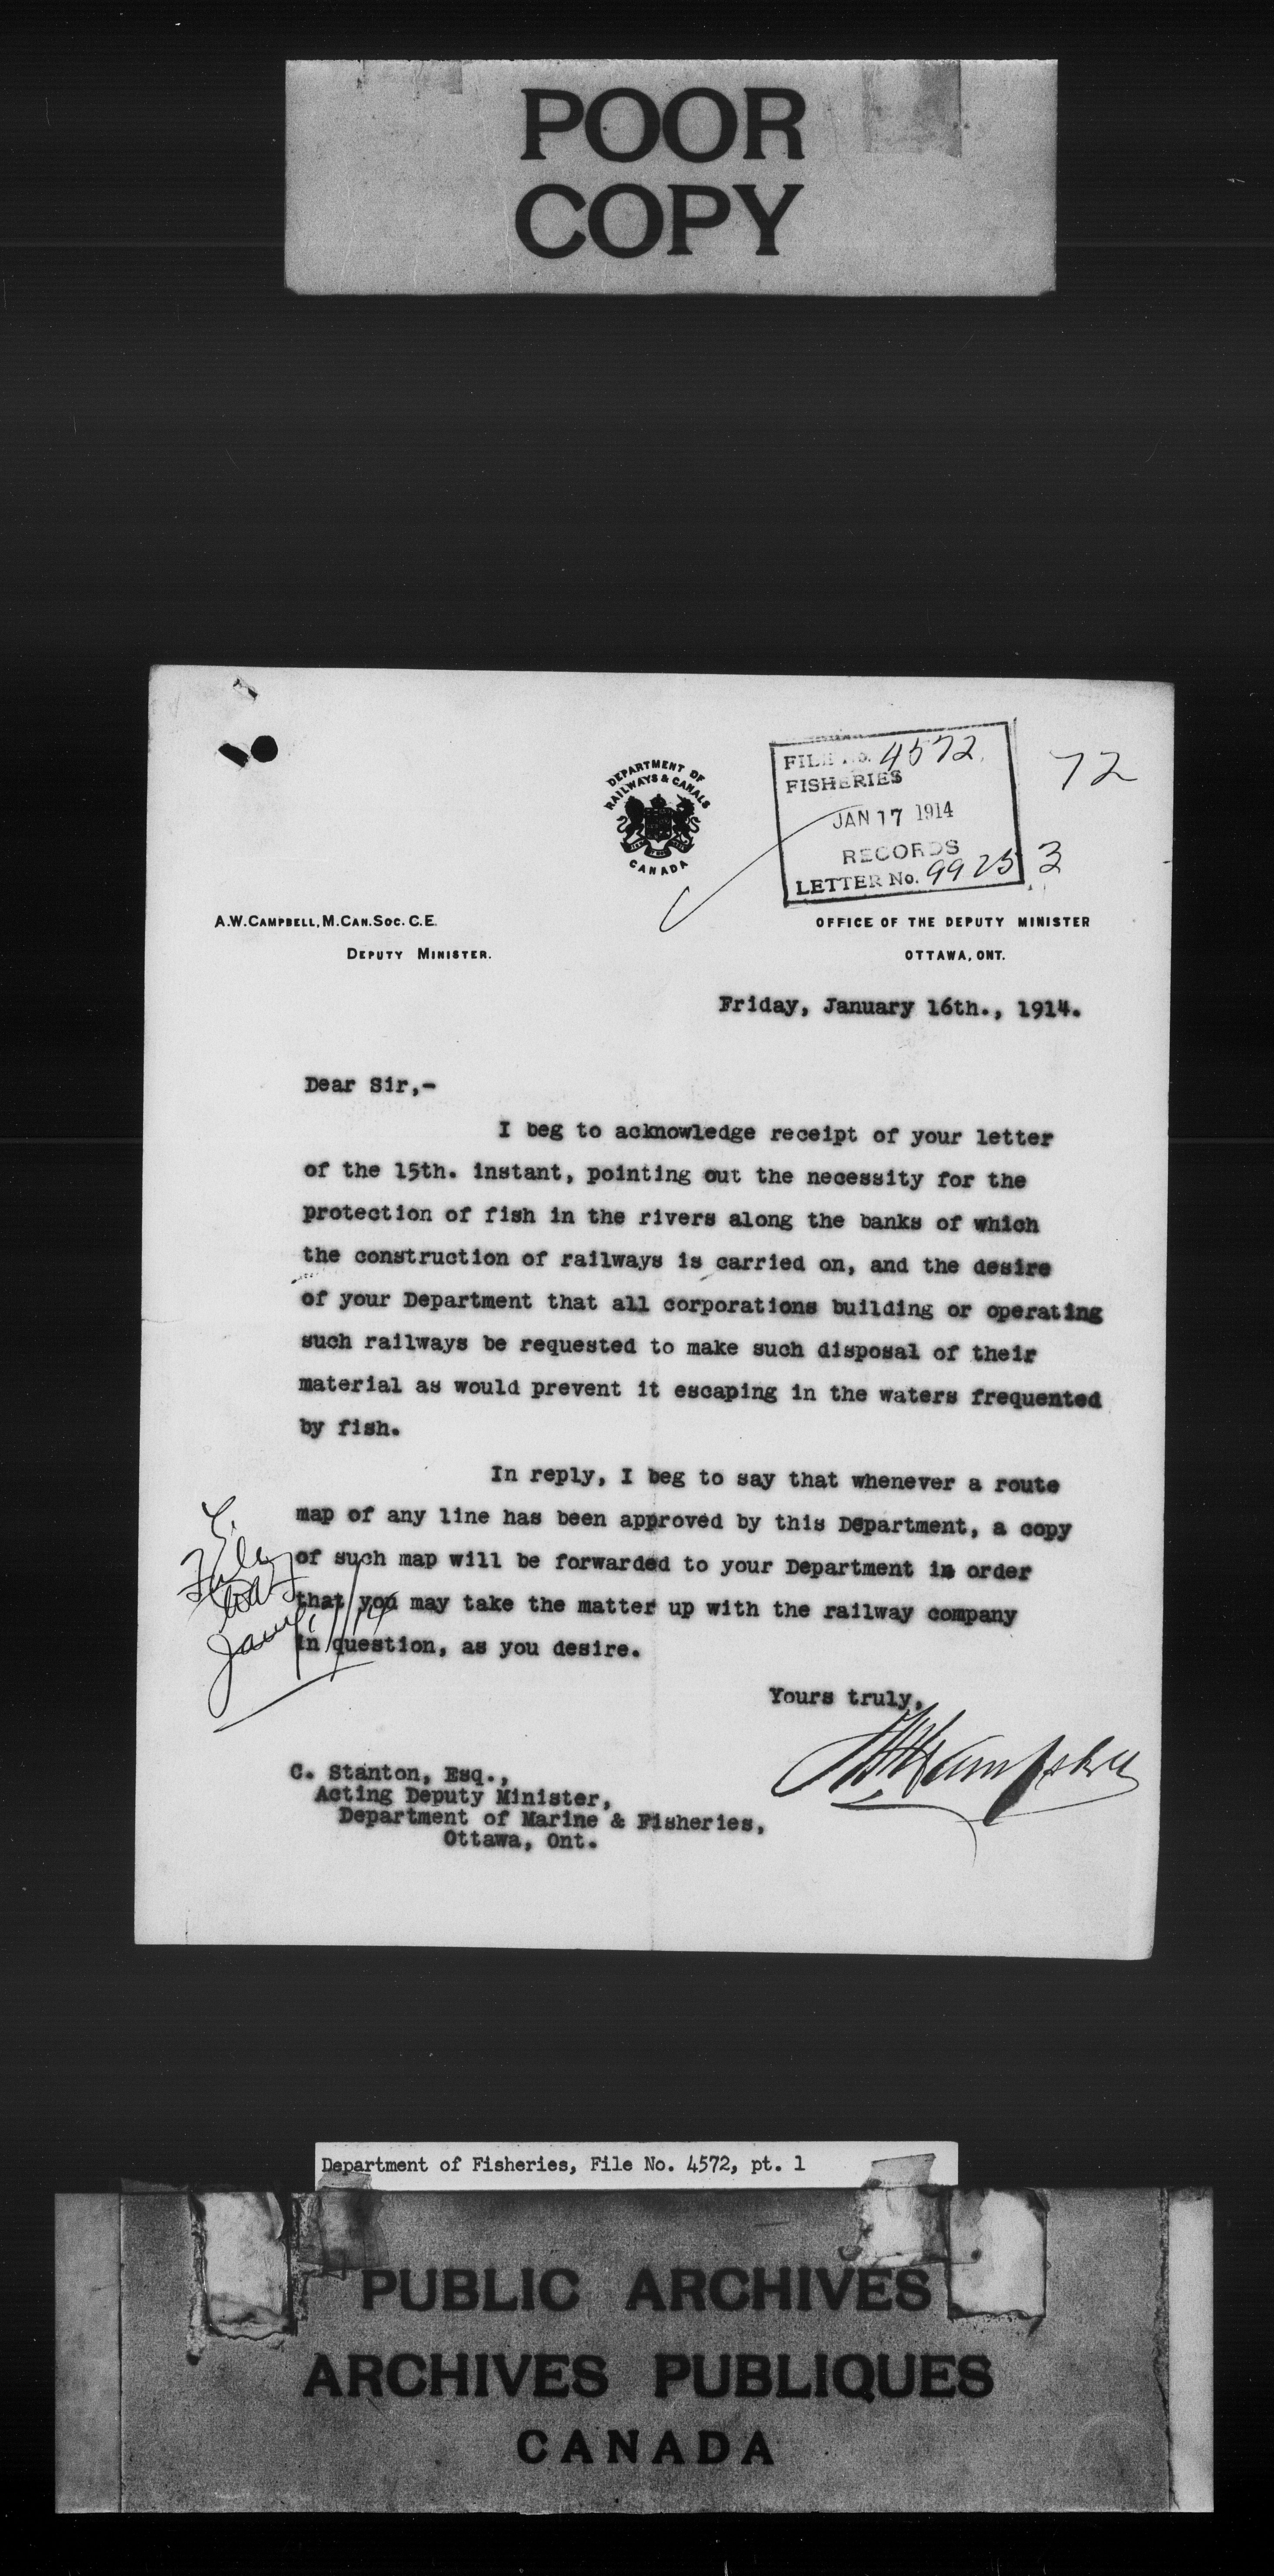 POOR
COPY
DEPARTMENT OF
RAILWAYS & CANALS
CANADA
FILE No. 4572
FISHERIES
JAN 17 1914
RECORDS
LETTER No. 99253
72
A.W. CAMPBELL, M. CAN. SOC. C. E.
DEPUTY MINISTER.
OFFICE OF THE DEPUTY MINISTER
OTTAWA, ONT.
Friday, January 16th., 1914.
Dear Sir,-
I beg to acknowledge receipt of your letter
of the 15th. instant, pointing out the necessity for the
protection of fish in the rivers along the banks of which
the construction of railways is carried on, and the desire
of your Department that all corporations building or operating
such railways be requested to make such disposal of their
material as would prevent it escaping in the waters frequented
by fish.
In reply, I beg to say that whenever a route
map of any line has been approved by this Department, a copy
of such map will be forwarded to your Department in order
that you may take the matter up with the railway company
in question, as you desire.
File
Yours truly,
AWCampbell
C. Stanton, Esq.,
Acting Deputy Minister,
Department of Marine & Fisheries,
Ottawa, Ont.
Department of Fisheries, File No. 4572, pt. 1
PUBLIC ARCHIVES
ARCHIVES PUBLIQUES
CANADA